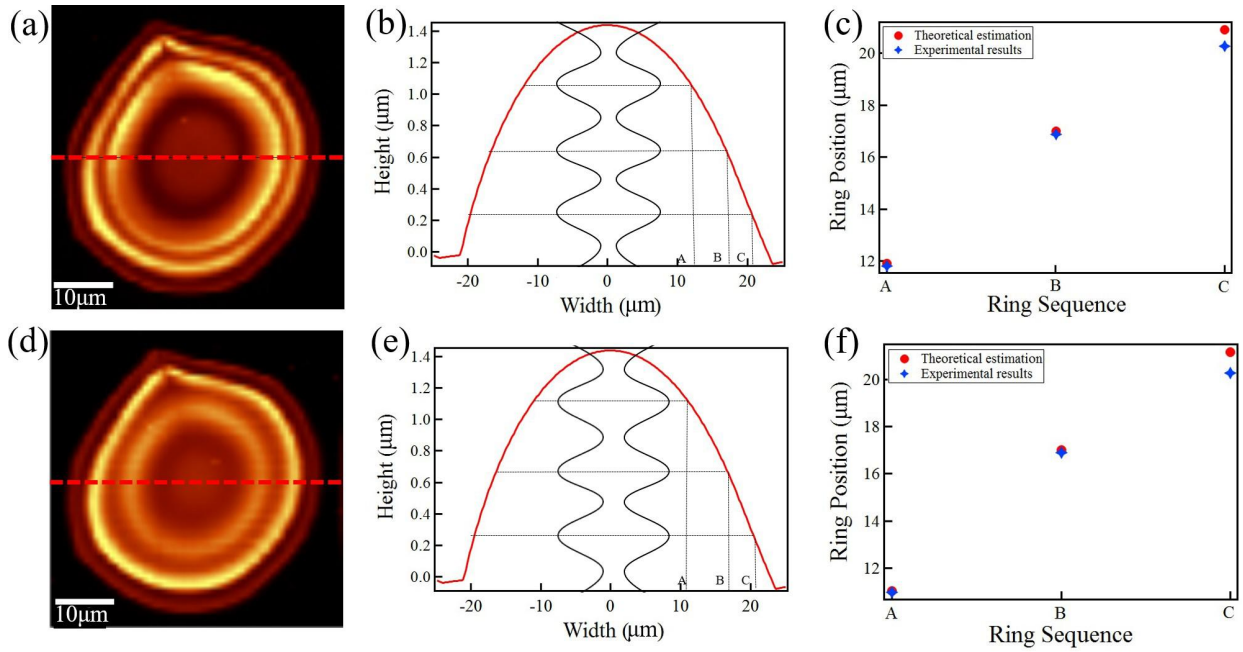 (a)
10μm
(b)
1.4
1.2
1.0
0.8
0.6
0.4
0.2
0.0
Height (μm)
A
B
C
-20
-10
0
10
20
Width (μm)
(c)
Theoretical estimation
Experimental results
20
18
16
14
12
Ring Position (μm)
A
B
C
Ring Sequence
(d)
10μm
(e)
1.4
1.2
1.0
0.8
0.6
0.4
0.2
0.0
Height (μm)
A
B
C
-20
-10
0
10
20
Width (μm)
(f)
Theoretical estimation
Experimental results
20
18
16
14
12
Ring Position (μm)
A
B
C
Ring Sequence